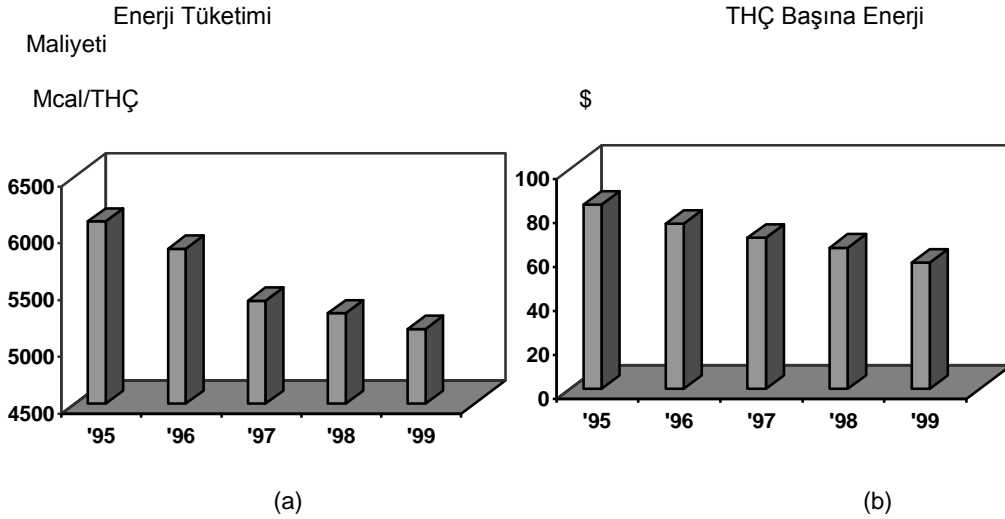 Enerji Tüketimi THÇ Başına Enerji
Maliyeti
Mcal/THÇ $
6500
6000
5500
5000
4500
'95 '96 '97 '98 '99
100
80
60
40
20
0
'95 '96 '97 '98 '99
(a) (b)